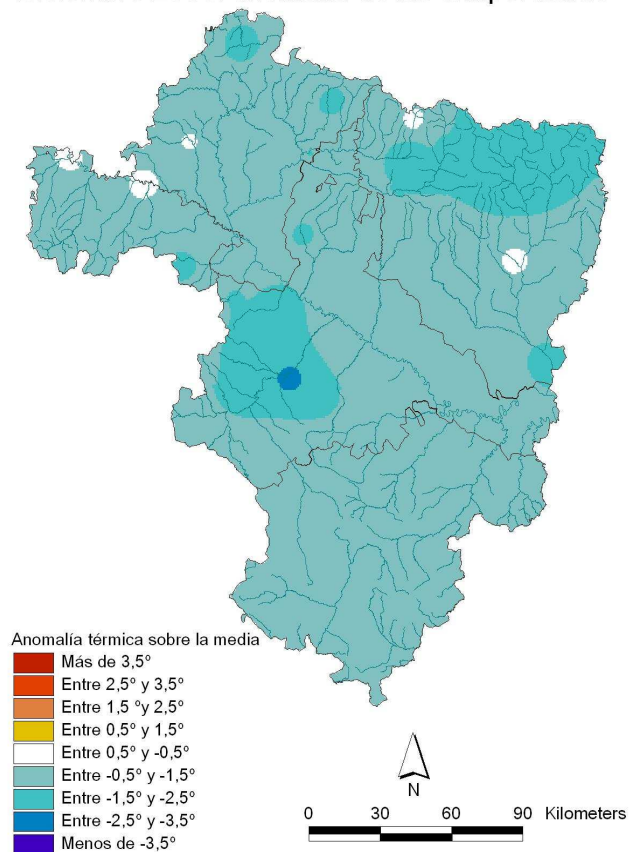 Anomalía térmica sobre la media
Más de 3,5°
Entre 2,5° y 3,5°
Entre 1,5 °y 2,5°
Entre 0,5° y 1,5°
Entre 0,5° y -0,5°
Entre -0,5° y -1,5°
Entre -1,5° y -2,5°
Entre -2,5° y -3,5°
Menos de -3,5°
N
0 30 60 90 Kilometers